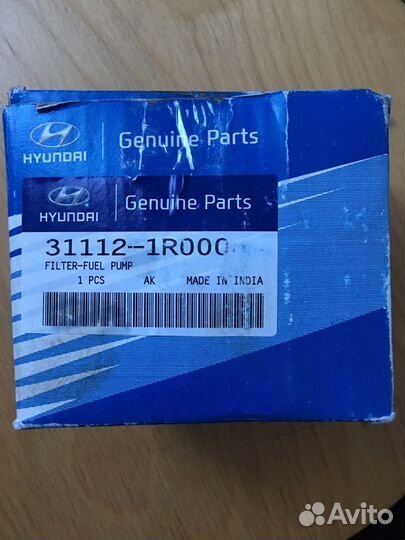 HYUNDAI
Genuine Parts
HYUNDAI
Genuine Parts
31112-1R000
FILTER-FUEL PUMP
1 PCS AK MADE IN INDIA
Avito